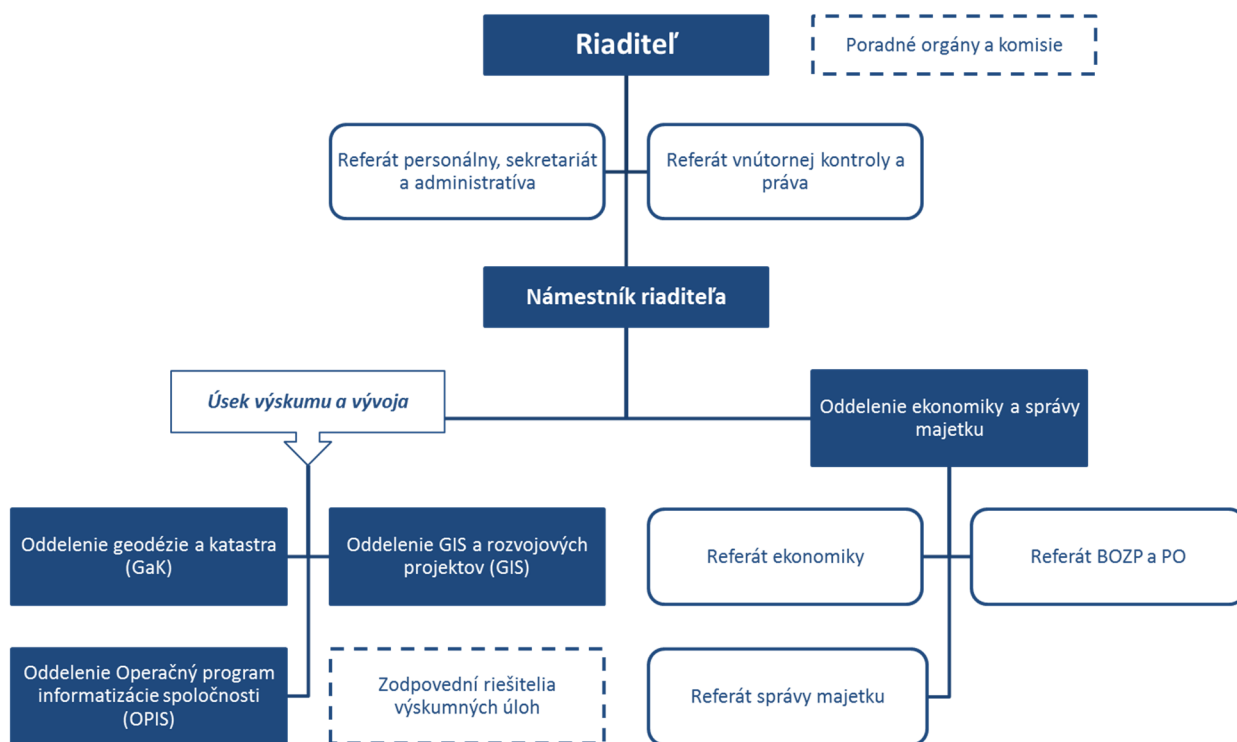 Riaditeľ
Poradné orgány a komisie
Referát personálny, sekretariát
a administratíva
Referát vnútornej kontroly a
práva
Námestník riaditeľa
Úsek výskumu a vývoja
Oddelenie ekonomiky a správy
majetku
Oddelenie geodézie a katastra
(GaK)
Oddelenie GIS a rozvojových
projektov (GIS)
Referát ekonomiky
Referát BOZP a PO
Oddelenie Operačný program
informatizácie spoločnosti
(OPIS)
Zodpovední riešitelia
výskumných úloh
Referát správy majetku